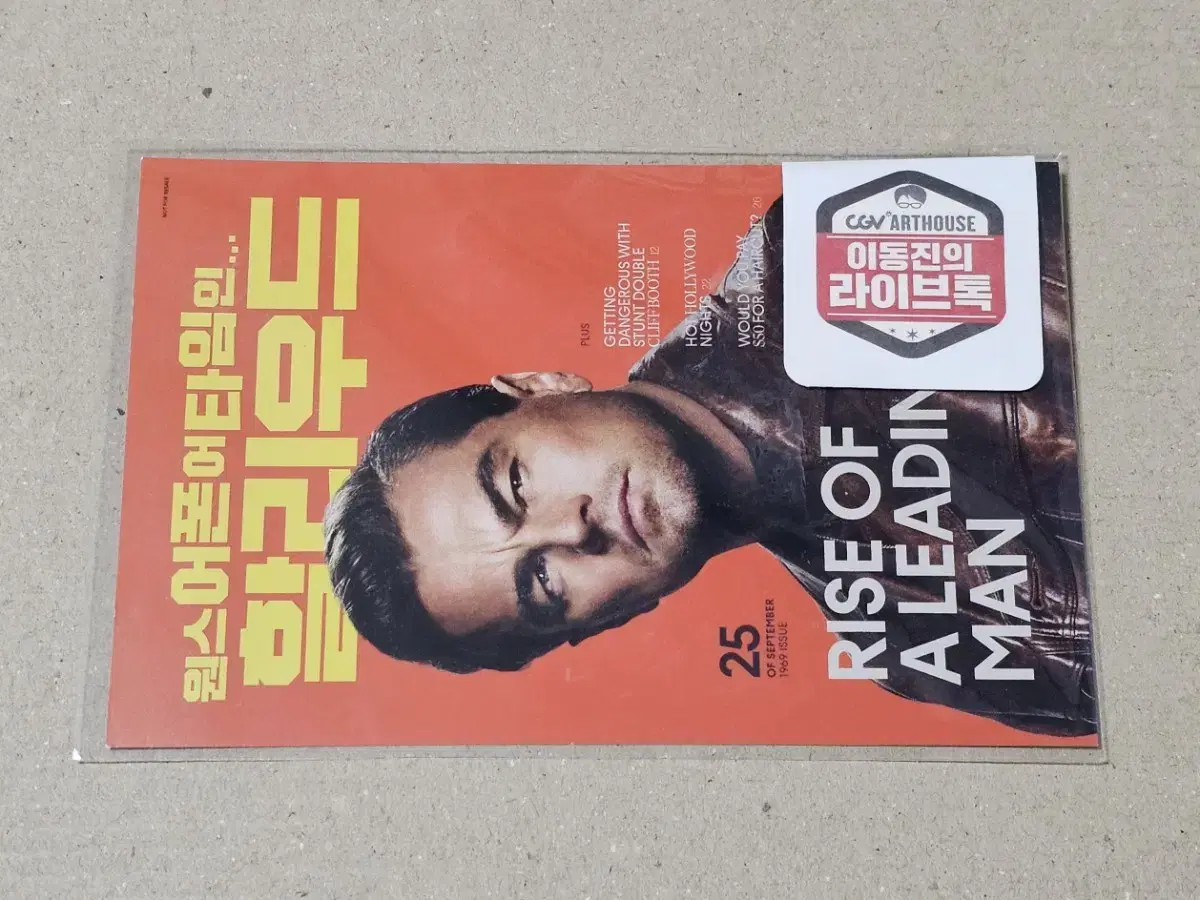 NOT FOR RESALE
원스어폰어타임인...
할리우드
PLUS
GETTING
DANGEROUS WITH
STUNT DOUBLE
CLIFF BOOTH 12
HOT HOLLYWOOD
NIGHTS 22
WOULD YOU PAY
$50 FOR A HAIRCUT? 26
25
OF SEPTEMBER
1969 ISSUE
RISE OF
A LEADIN
MAN
CGV ARTHOUSE
이동진의
라이브톡